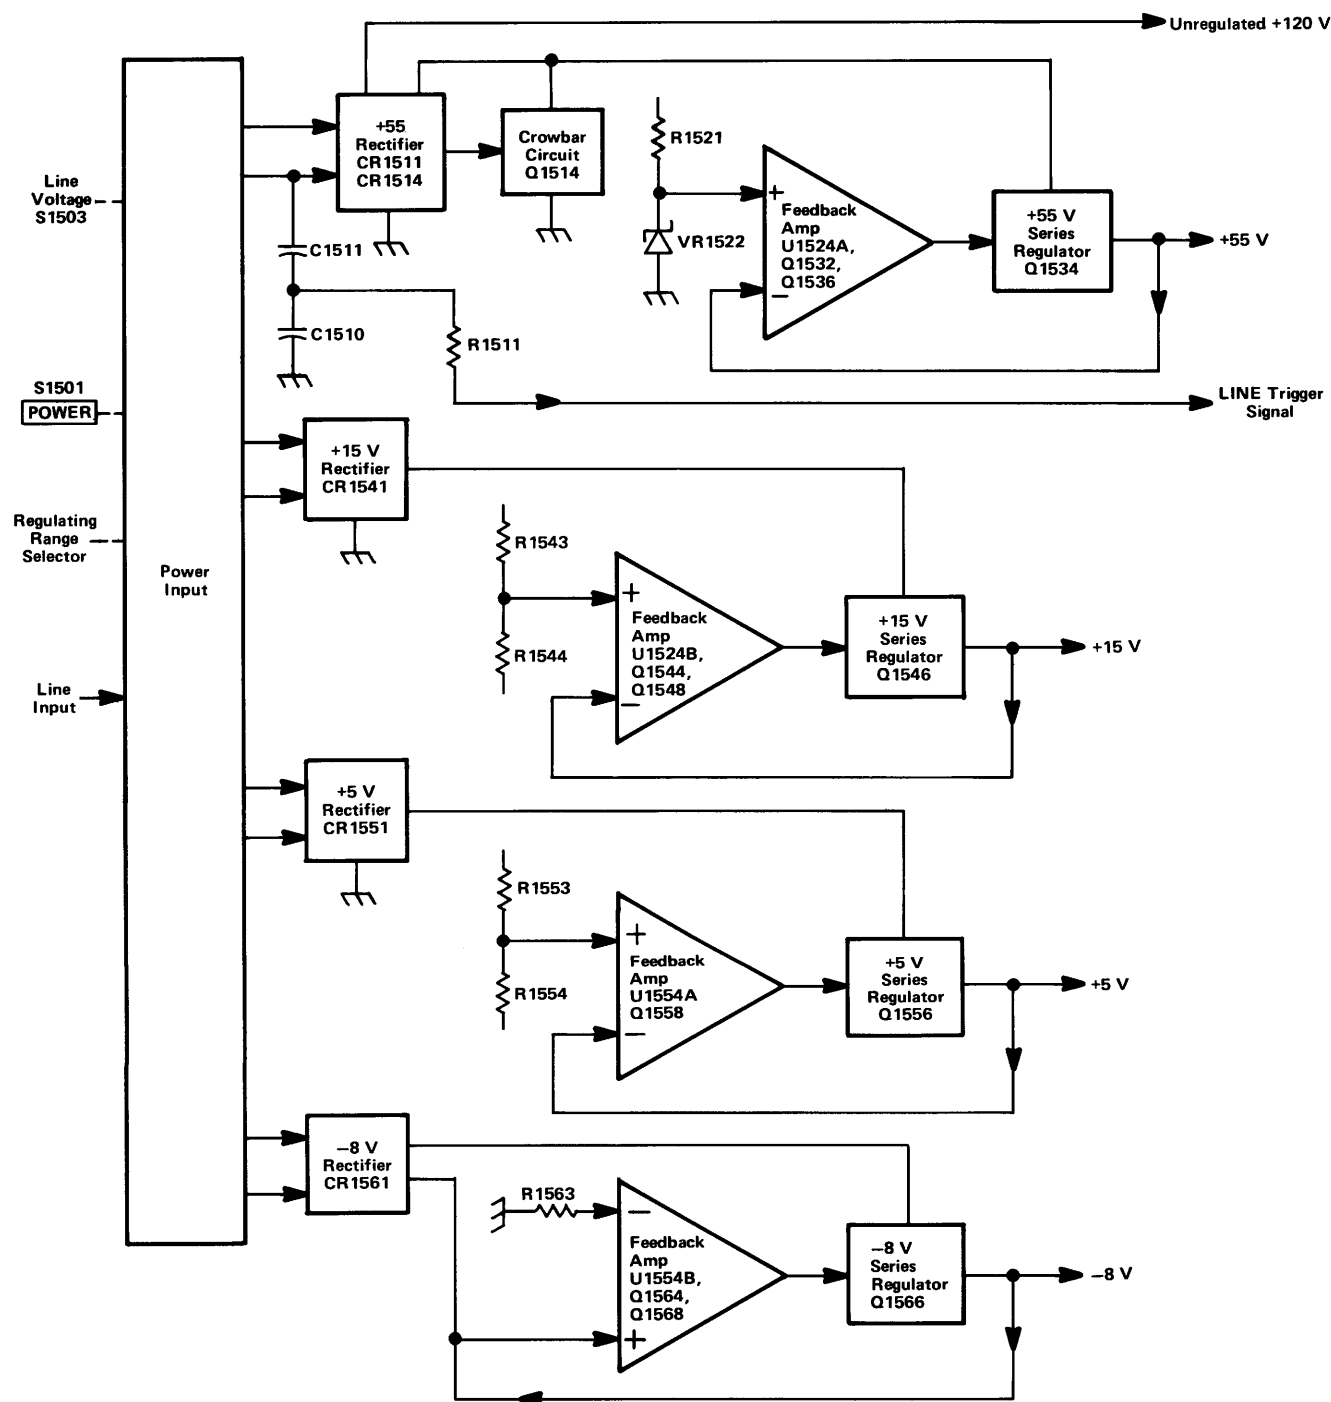 Unregulated +120 V
+55
Rectifier
CR1511
CR1514
Crowbar
Circuit
Q1514
R1521
VR1522
+
Feedback
Amp
U1524A,
Q1532,
Q1536
−
+55 V
Series
Regulator
Q1534
+55 V
Line
Voltage
S1503
C1511
C1510
R1511
LINE Trigger
Signal
S1501
POWER
+15 V
Rectifier
CR1541
Regulating
Range
Selector
Power
Input
R1543
R1544
+
Feedback
Amp
U1524B,
Q1544,
Q1548
−
+15 V
Series
Regulator
Q1546
+15 V
Line
Input
+5 V
Rectifier
CR1551
R1553
R1554
+
Feedback
Amp
U1554A
Q1558
−
+5 V
Series
Regulator
Q1556
+5 V
−8 V
Rectifier
CR1561
R1563
−
Feedback
Amp
U1554B,
Q1564,
Q1568
+
−8 V
Series
Regulator
Q1566
−8 V